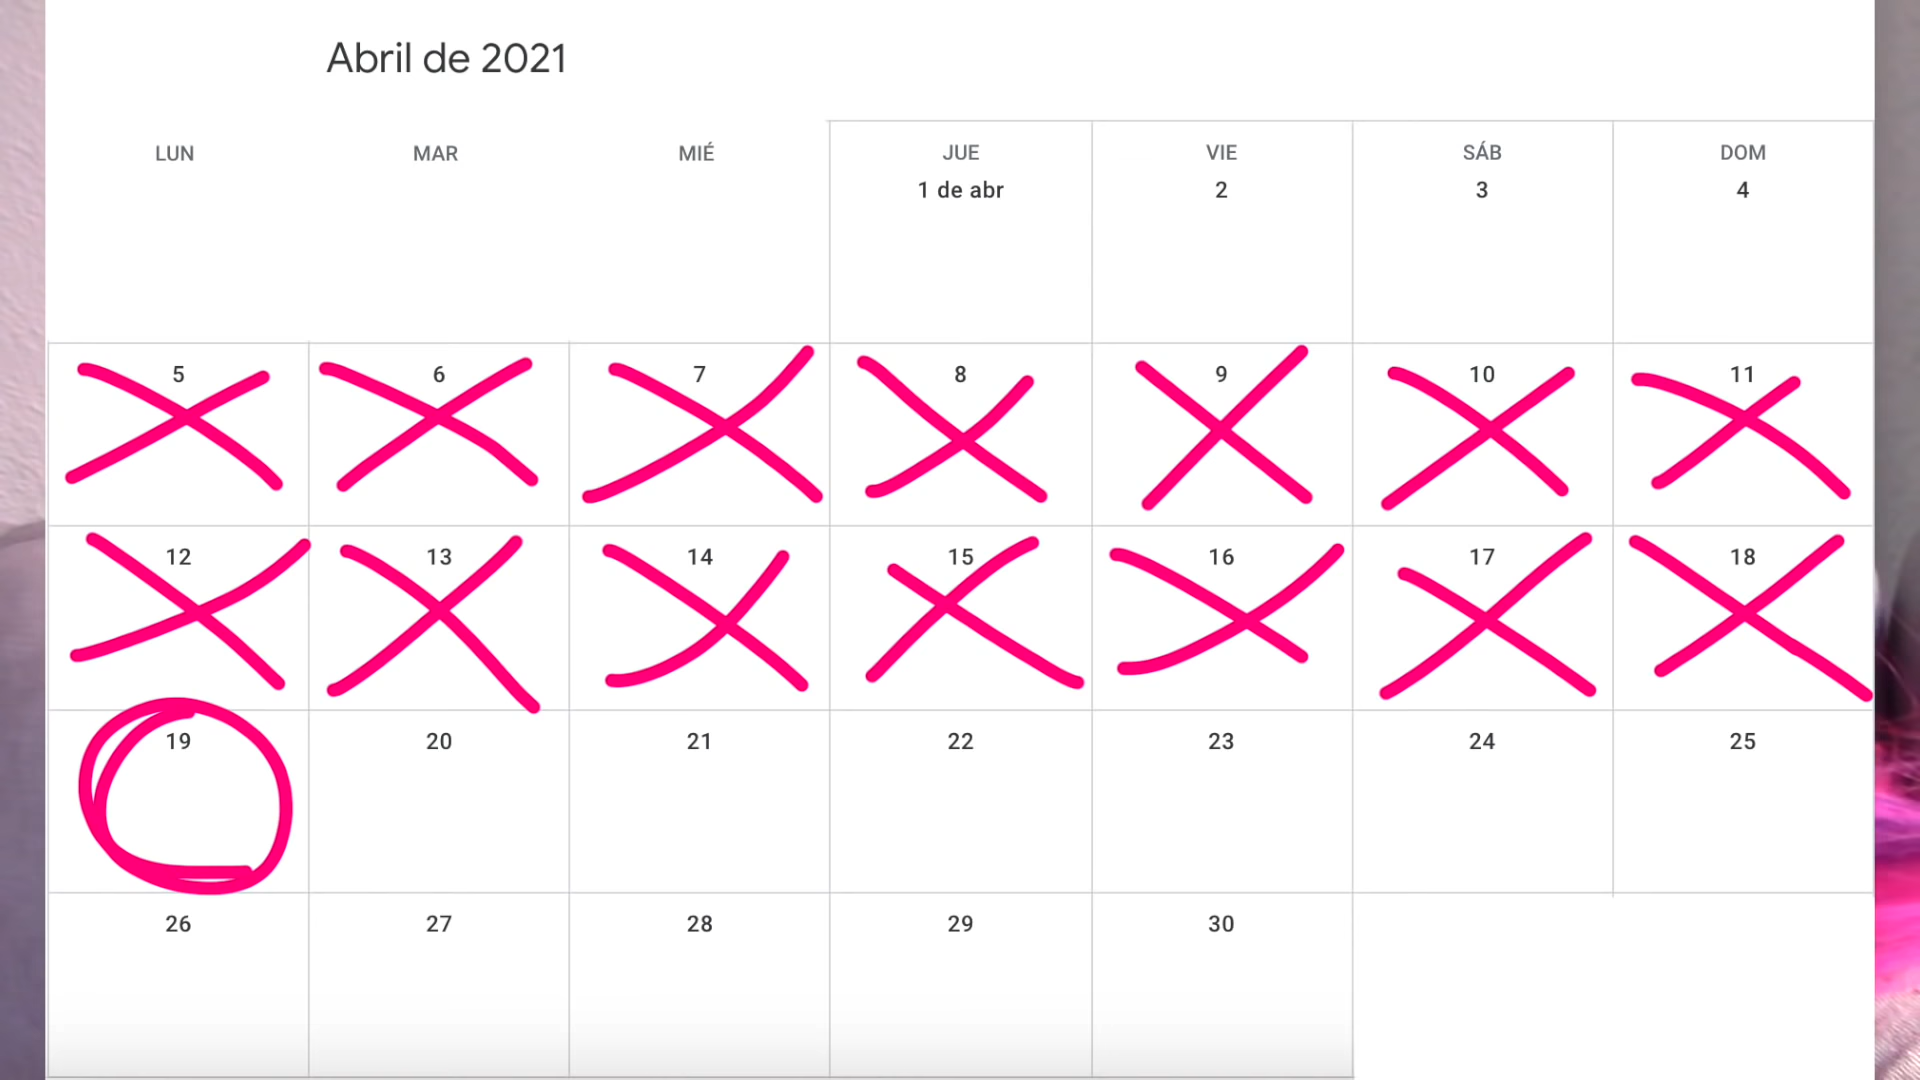 Abril de 2021
LUN MAR MIÉ JUE VIE SÁB DOM
1 de abr 2 3 4
5 6 7 8 9 10 11
12 13 14 15 16 17 18
19 20 21 22 23 24 25
26 27 28 29 30